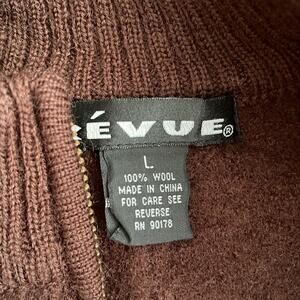 ÉVUE®
L
100% WOOL
MADE IN CHINA
FOR CARE SEE
REVERSE
RN 90178